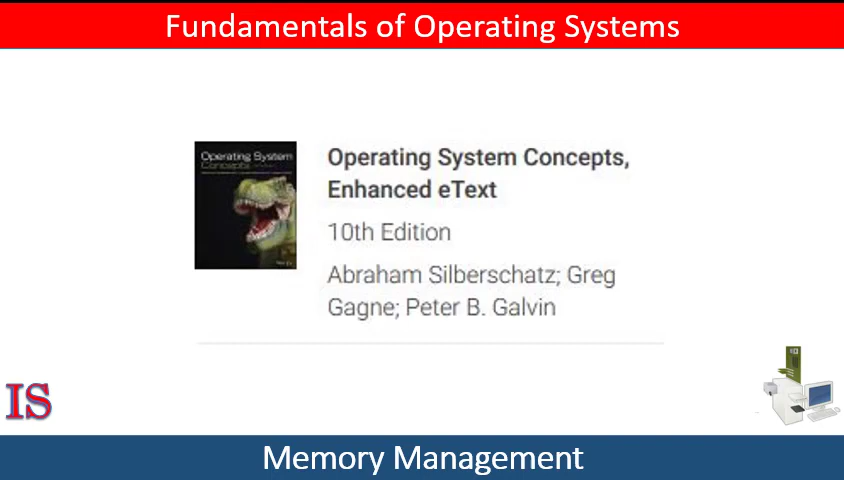 Fundamentals of Operating Systems
Operating System
Concepts
Operating System Concepts,
Enhanced eText
10th Edition
Abraham Silberschatz; Greg
Gagne; Peter B. Galvin
IS
Memory Management